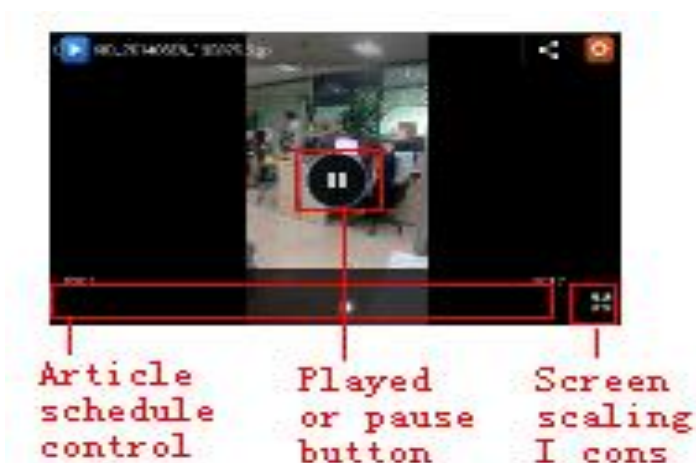 Article
schedule
control
Played
or pause
button
Screen
scaling
I cons